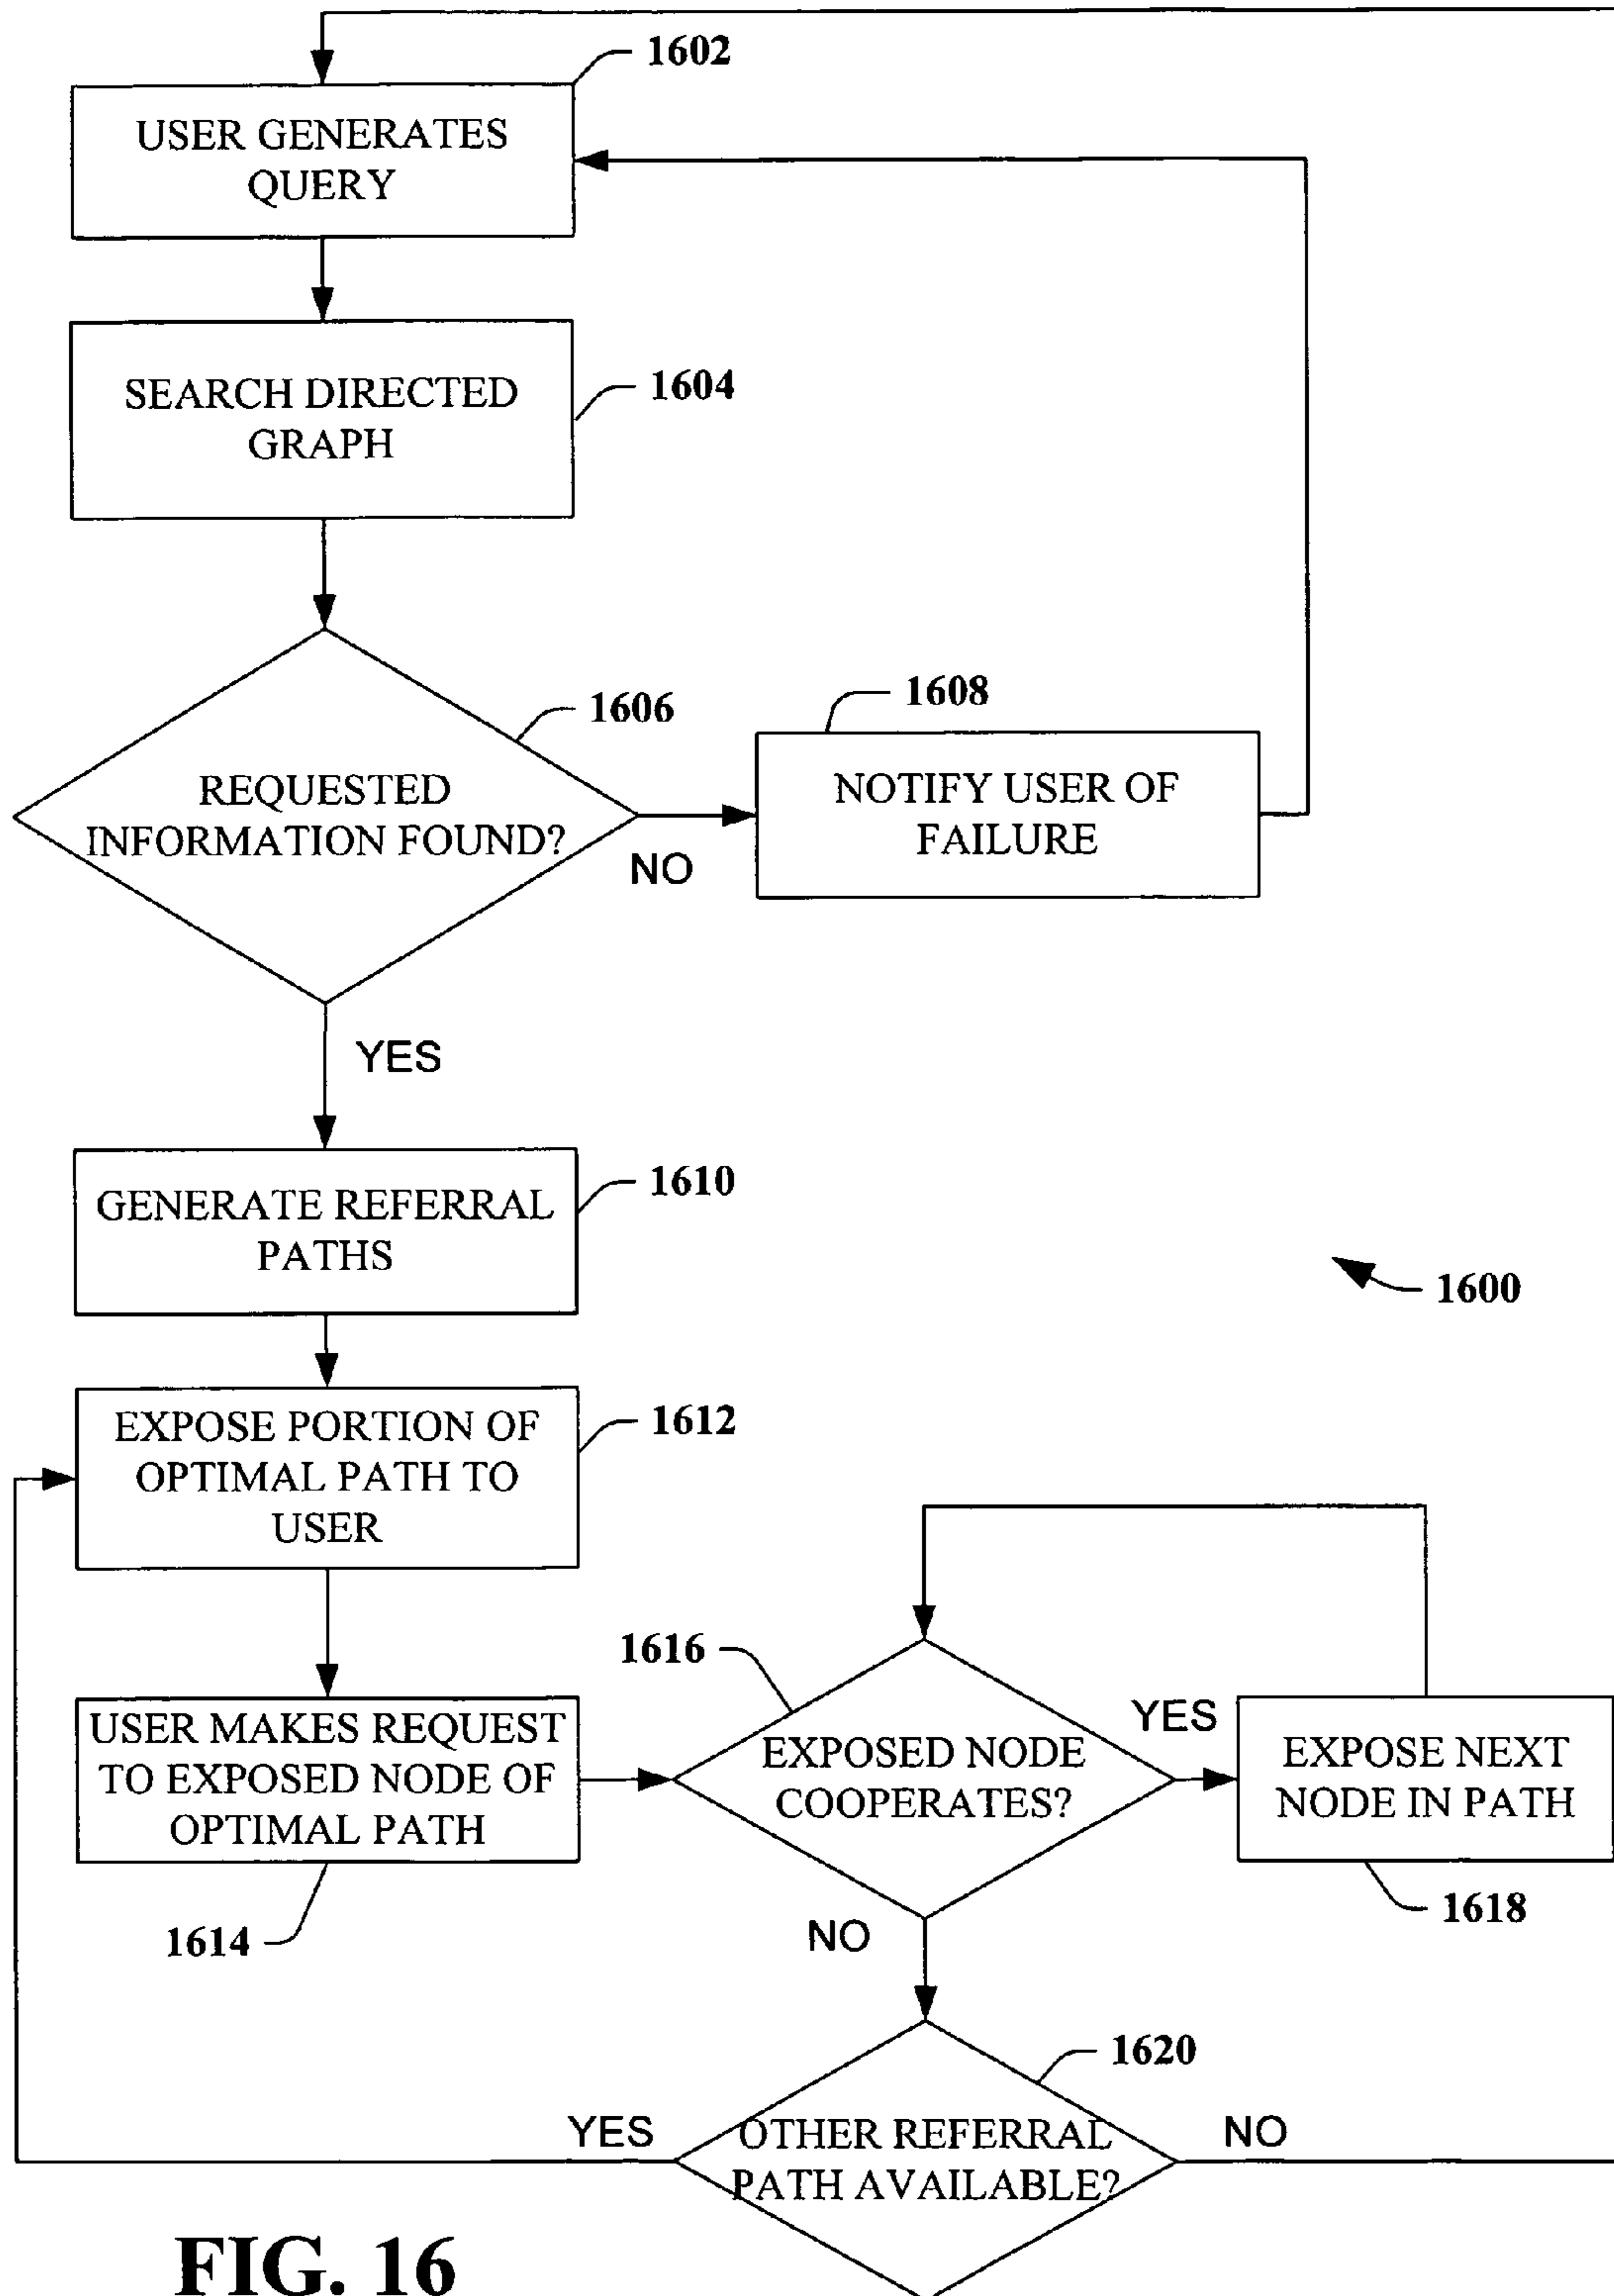 1602
USER GENERATES
QUERY
SEARCH DIRECTED
GRAPH
1604
1606
REQUESTED
INFORMATION FOUND?
NO
1608
NOTIFY USER OF
FAILURE
YES
GENERATE REFERRAL
PATHS
1610
1600
EXPOSE PORTION OF
OPTIMAL PATH TO
USER
1612
USER MAKES REQUEST
TO EXPOSED NODE OF
OPTIMAL PATH
1614
1616
EXPOSED NODE
COOPERATES?
YES
EXPOSE NEXT
NODE IN PATH
1618
NO
1620
YES
OTHER REFERRAL
PATH AVAILABLE?
NO
FIG. 16